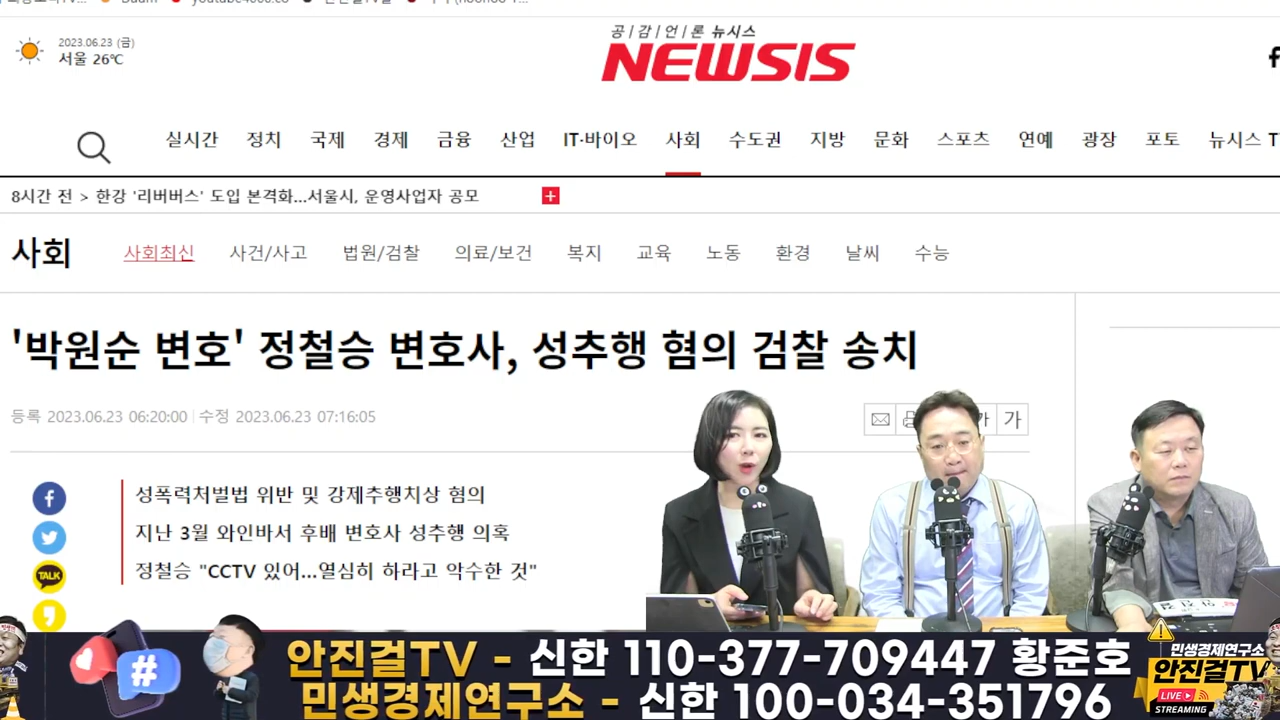 2023.06.23 (금)
서울 26℃
공|감|언|론 뉴시스
NEWSIS
실시간 정치 국제 경제 금융 산업 IT·바이오 사회 수도권 지방 문화 스포츠 연예 광장 포토 뉴시스 T
8시간 전 > 한강 '리버버스' 도입 본격화...서울시, 운영사업자 공모
사회 사회최신 사건/사고 법원/검찰 의료/보건 복지 교육 노동 환경 날씨 수능
'박원순 변호' 정철승 변호사, 성추행 혐의 검찰 송치
등록 2023.06.23 06:20:00 | 수정 2023.06.23 07:16:05
가
성폭력처벌법 위반 및 강제추행치상 혐의
지난 3월 와인바서 후배 변호사 성추행 의혹
정철승 "CCTV 있어...열심히 하라고 악수한 것"
TALK
#
안진걸TV - 신한 110-377-709447 황준호
민생경제연구소 - 신한 100-034-351796
민생경제연구소
안진걸TV
LIVE
STREAMING